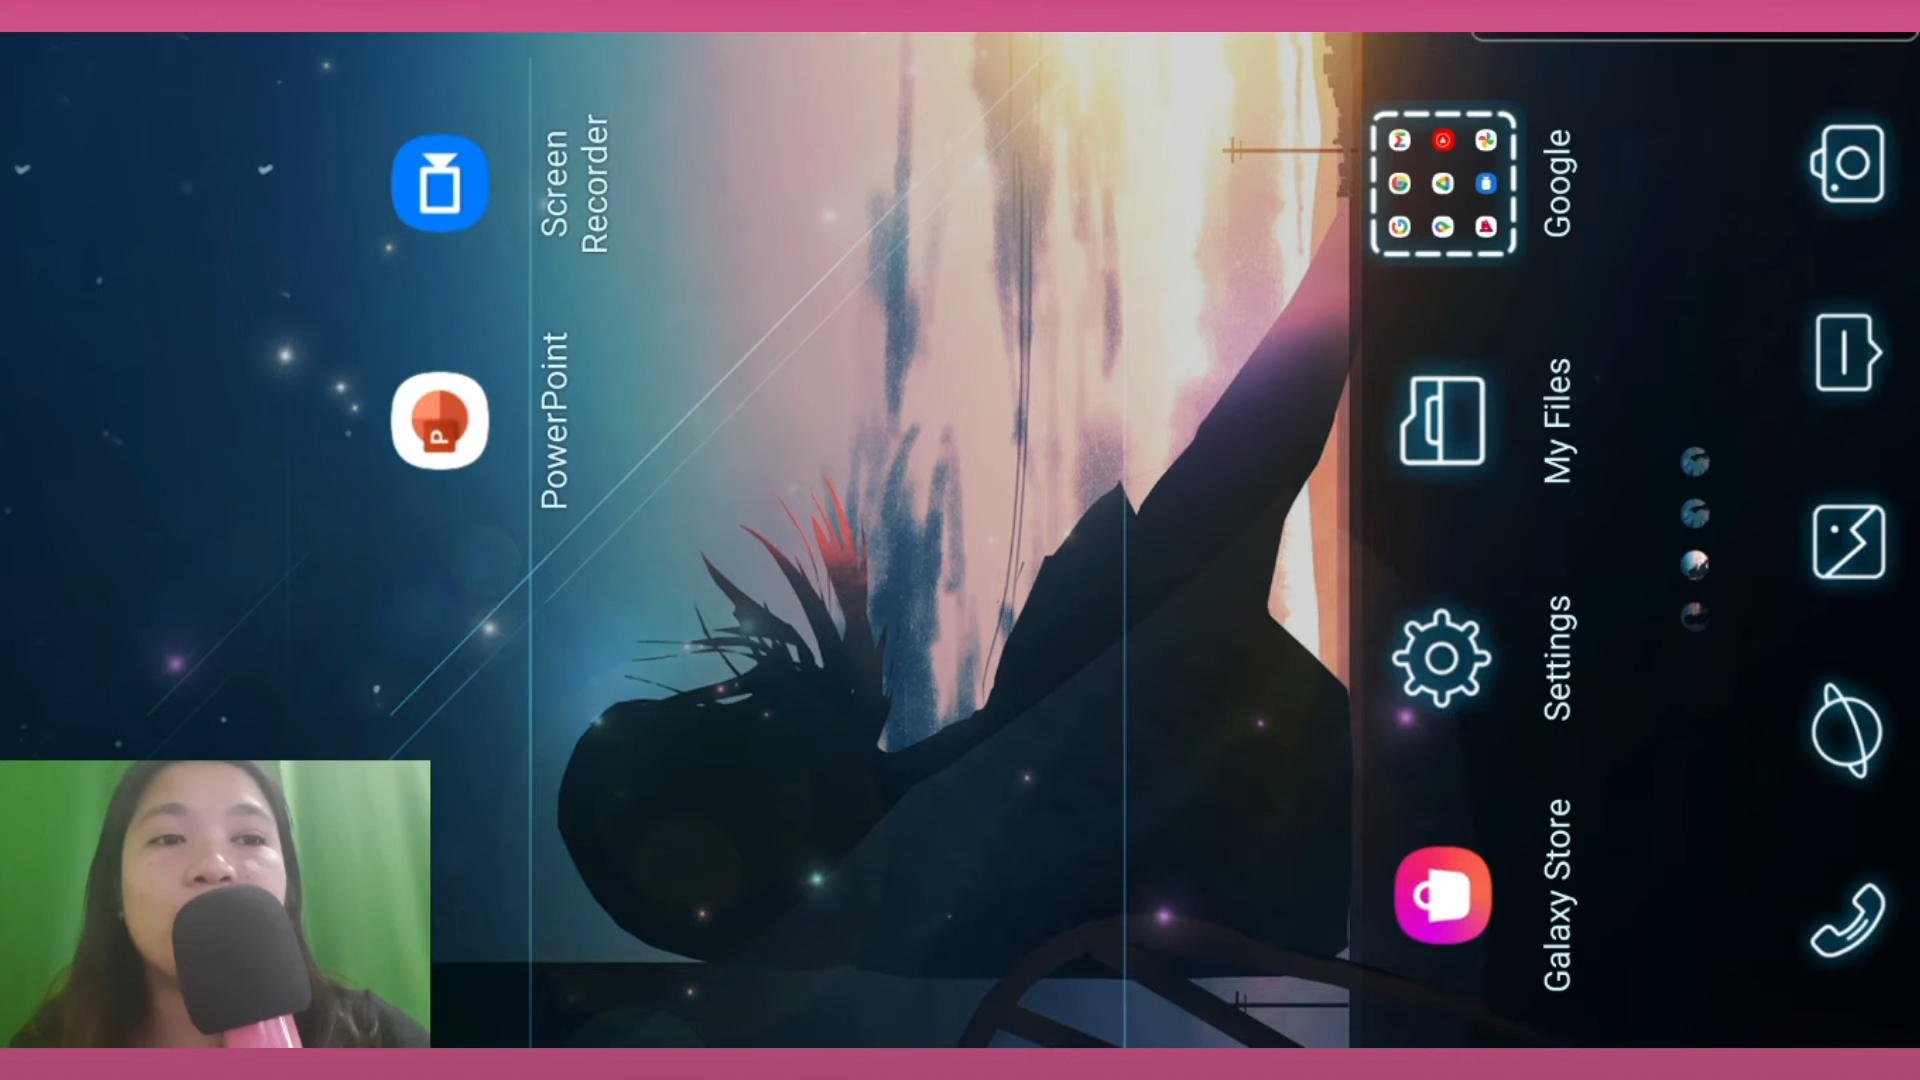 Screen
Recorder
PowerPoint
P
Google
My Files
Settings
Galaxy Store